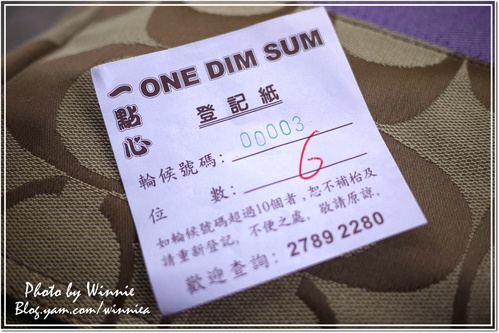 一點心
ONE DIM SUM
登記紙
輪候號碼: 00003
位數: 6
如輪候號碼超過10個者,恕不補枱及
請重新登記, 不便之處, 敬請原諒。
歡迎查詢: 2789 2280
Photo by Winnie
Blog.yam.com/winniea